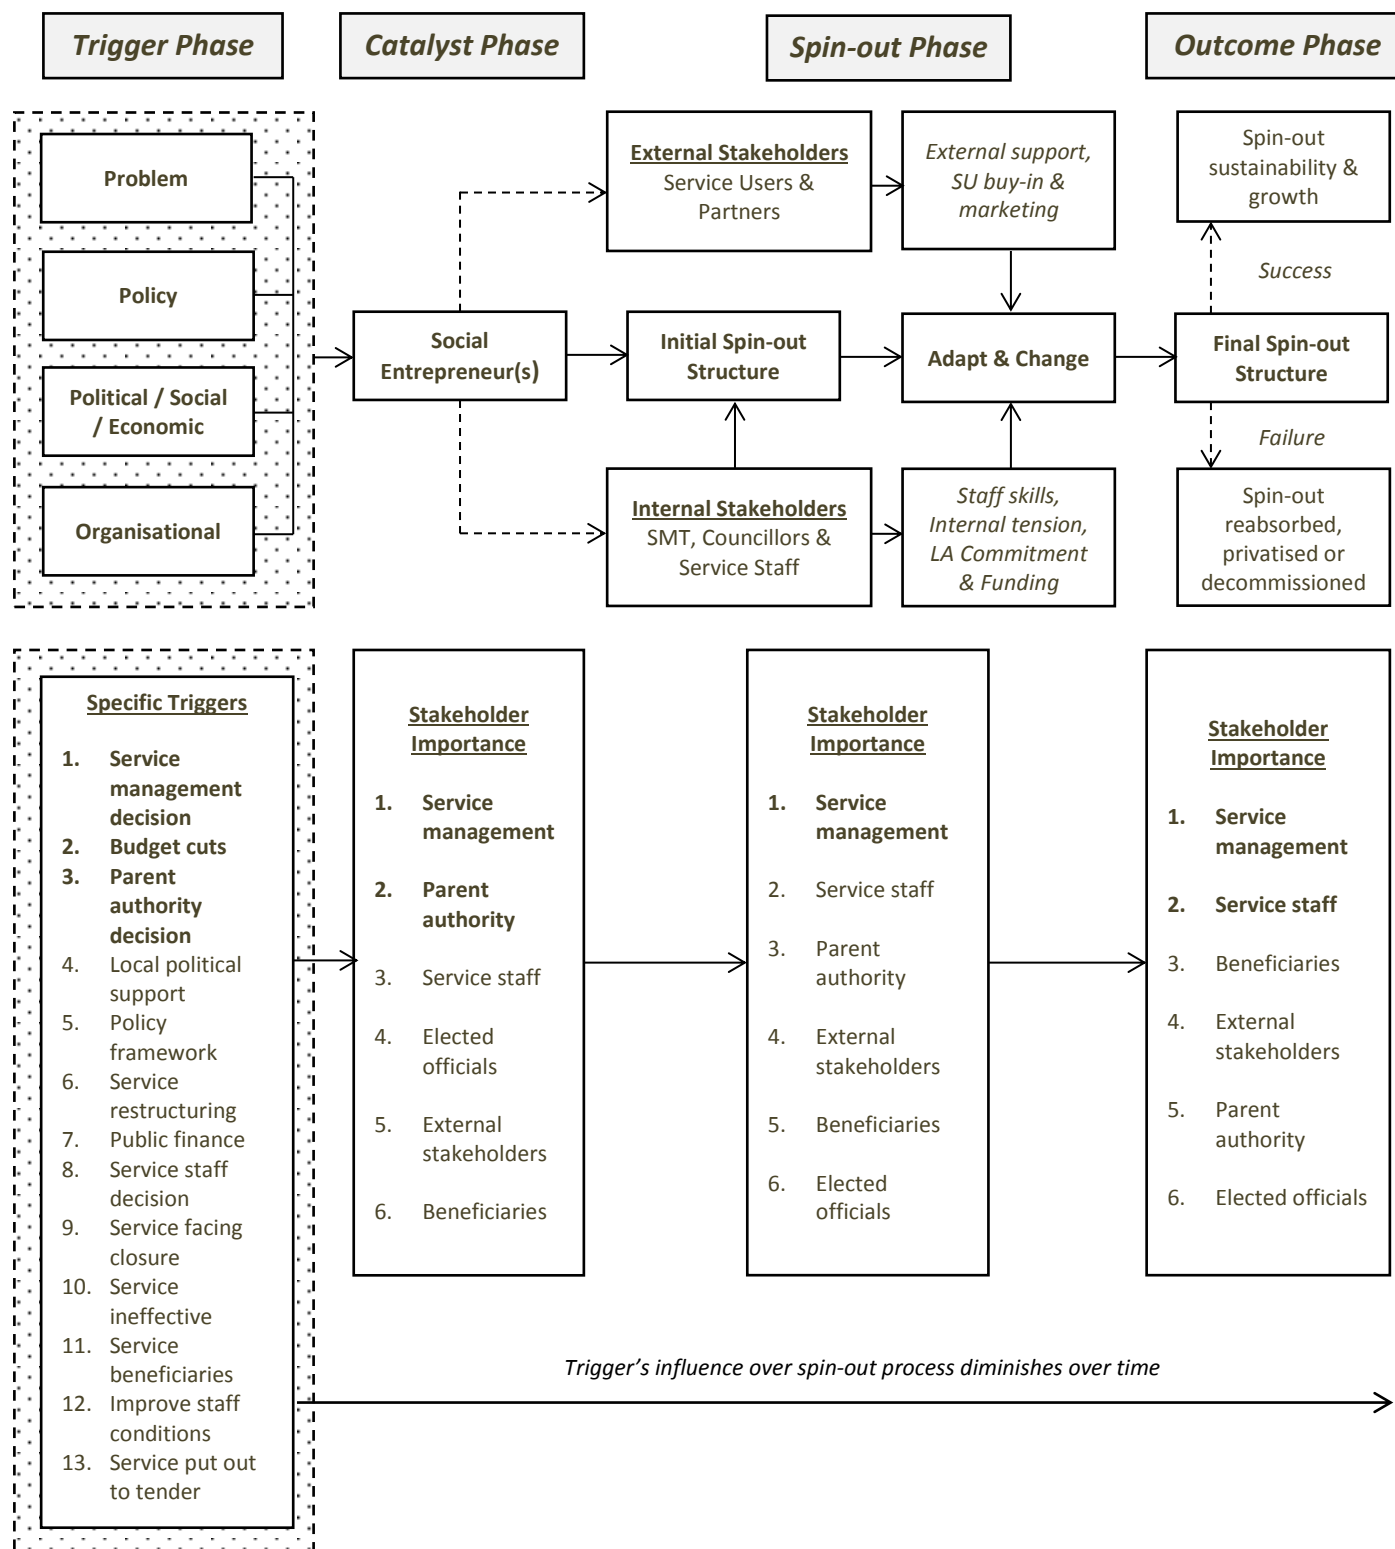 Trigger Phase
Catalyst Phase
Spin-out Phase
Outcome Phase
Problem
Policy
Political / Social
/ Economic
Organisational
Social
Entrepreneur(s)
External Stakeholders
Service Users &
Partners
Initial Spin-out
Structure
Internal Stakeholders
SMT, Councillors &
Service Staff
External support,
SU buy-in &
marketing
Adapt & Change
Staff skills,
Internal tension,
LA Commitment
& Funding
Spin-out
sustainability &
growth
Success
Final Spin-out
Structure
Failure
Spin-out
reabsorbed,
privatised or
decommissioned
Specific Triggers
1. Service
management
decision
2. Budget cuts
3. Parent
authority
decision
4. Local political
support
5. Policy
framework
6. Service
restructuring
7. Public finance
8. Service staff
decision
9. Service facing
closure
10. Service
ineffective
11. Service
beneficiaries
12. Improve staff
conditions
13. Service put out
to tender
Stakeholder
Importance
1. Service
management
2. Parent
authority
3. Service staff
4. Elected
officials
5. External
stakeholders
6. Beneficiaries
Stakeholder
Importance
1. Service
management
2. Service staff
3. Parent
authority
4. External
stakeholders
5. Beneficiaries
6. Elected
officials
Stakeholder
Importance
1. Service
management
2. Service staff
3. Beneficiaries
4. External
stakeholders
5. Parent
authority
6. Elected officials
Trigger's influence over spin-out process diminishes over time